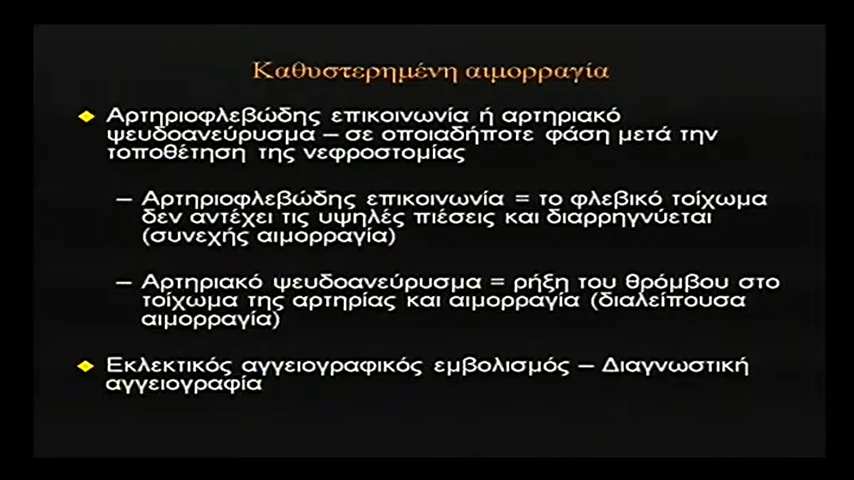 Καθυστερημένη αιμορραγία
Αρτηριοφλεβώδης επικοινωνία ή αρτηριακό
ψευδοανεύρυσμα – σε οποιαδήποτε φάση μετά την
τοποθέτηση της νεφροστομίας
– Αρτηριοφλεβώδης επικοινωνία = το φλεβικό τοίχωμα
δεν αντέχει τις υψηλές πιέσεις και διαρρηγνύεται
(συνεχής αιμορραγία)
– Αρτηριακό ψευδοανεύρυσμα = ρήξη του θρόμβου στο
τοίχωμα της αρτηρίας και αιμορραγία (διαλείπουσα
αιμορραγία)
Εκλεκτικός αγγειογραφικός εμβολισμός – Διαγνωστική
αγγειογραφία